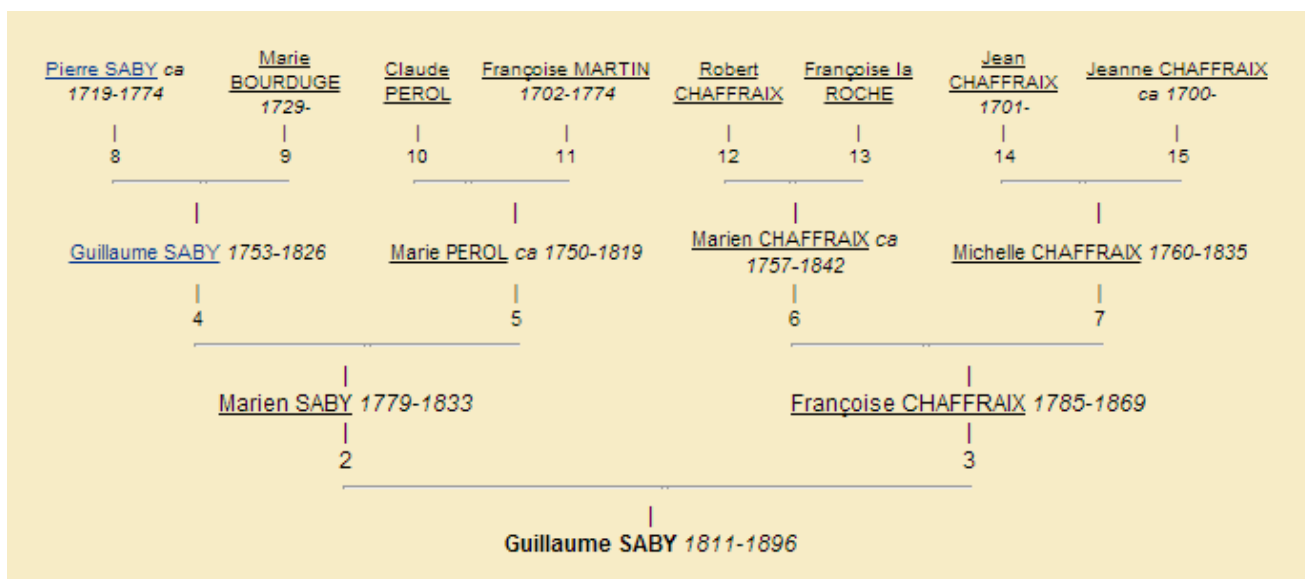 Pierre SABY ca 1719-1774
Marie BOURDUGE 1729-
Claude PEROL
Françoise MARTIN 1702-1774
Robert CHAFFRAIX
Françoise la ROCHE
Jean CHAFFRAIX 1701-
Jeanne CHAFFRAIX ca 1700-
8 9 10 11 12 13 14 15
Guillaume SABY 1753-1826
Marie PEROL ca 1750-1819
Marien CHAFFRAIX ca 1757-1842
Michelle CHAFFRAIX 1760-1835
4 5 6 7
Marien SABY 1779-1833
Françoise CHAFFRAIX 1785-1869
2 3
Guillaume SABY 1811-1896